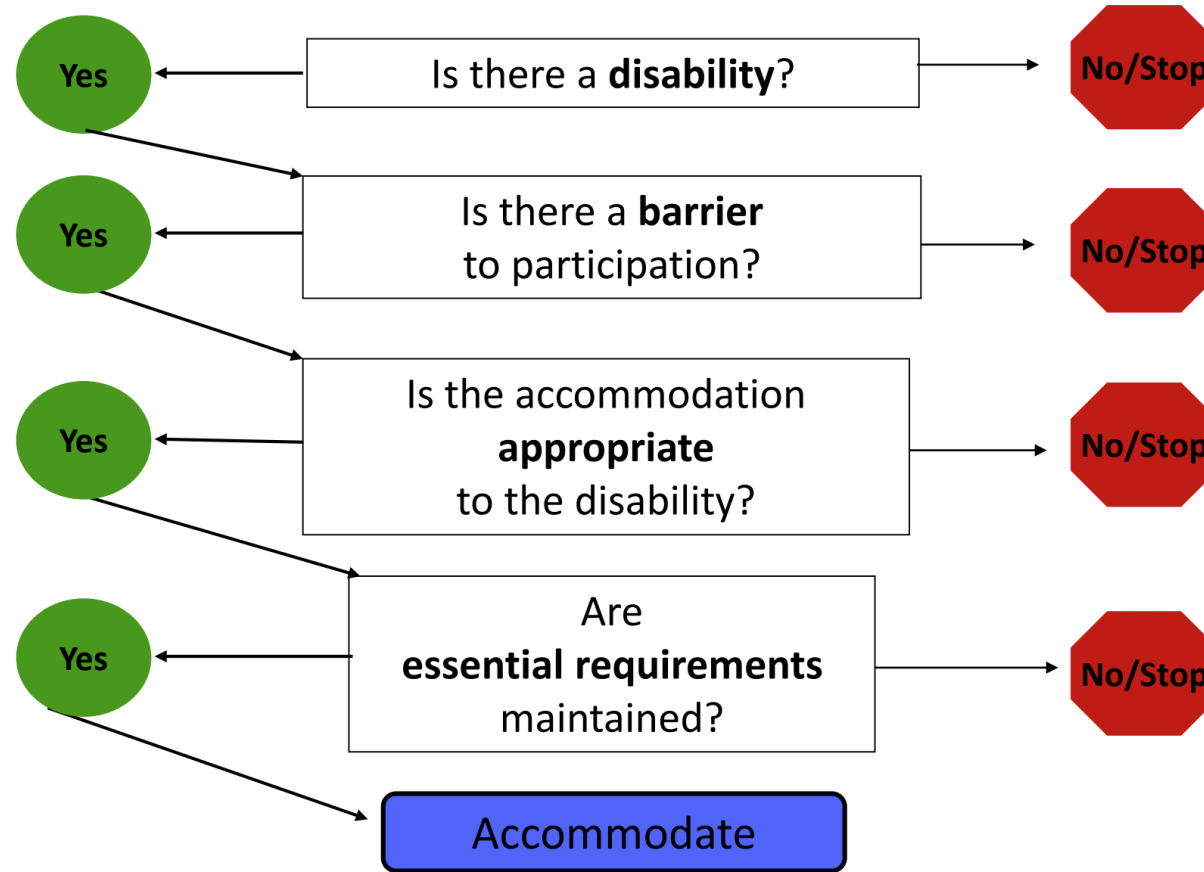 Yes
Is there a disability?
No/Stop
Yes
Is there a barrier
to participation?
No/Stop
Yes
Is the accommodation
appropriate
to the disability?
No/Stop
Yes
Are
essential requirements
maintained?
No/Stop
Accommodate